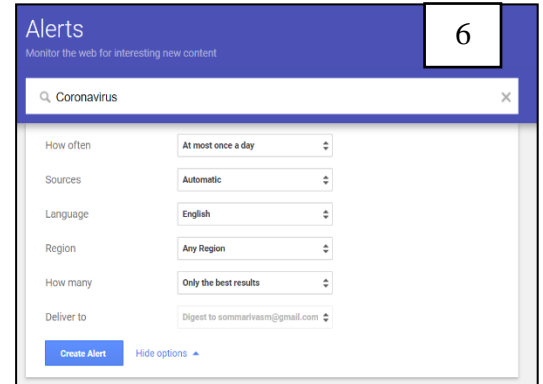 Alerts
6
Monitor the web for interesting new content
Coronavirus
How often At most once a day
Sources Automatic
Language English
Region Any Region
How many Only the best results
Deliver to Digest to sommarivasm@gmail.com
Create Alert Hide options